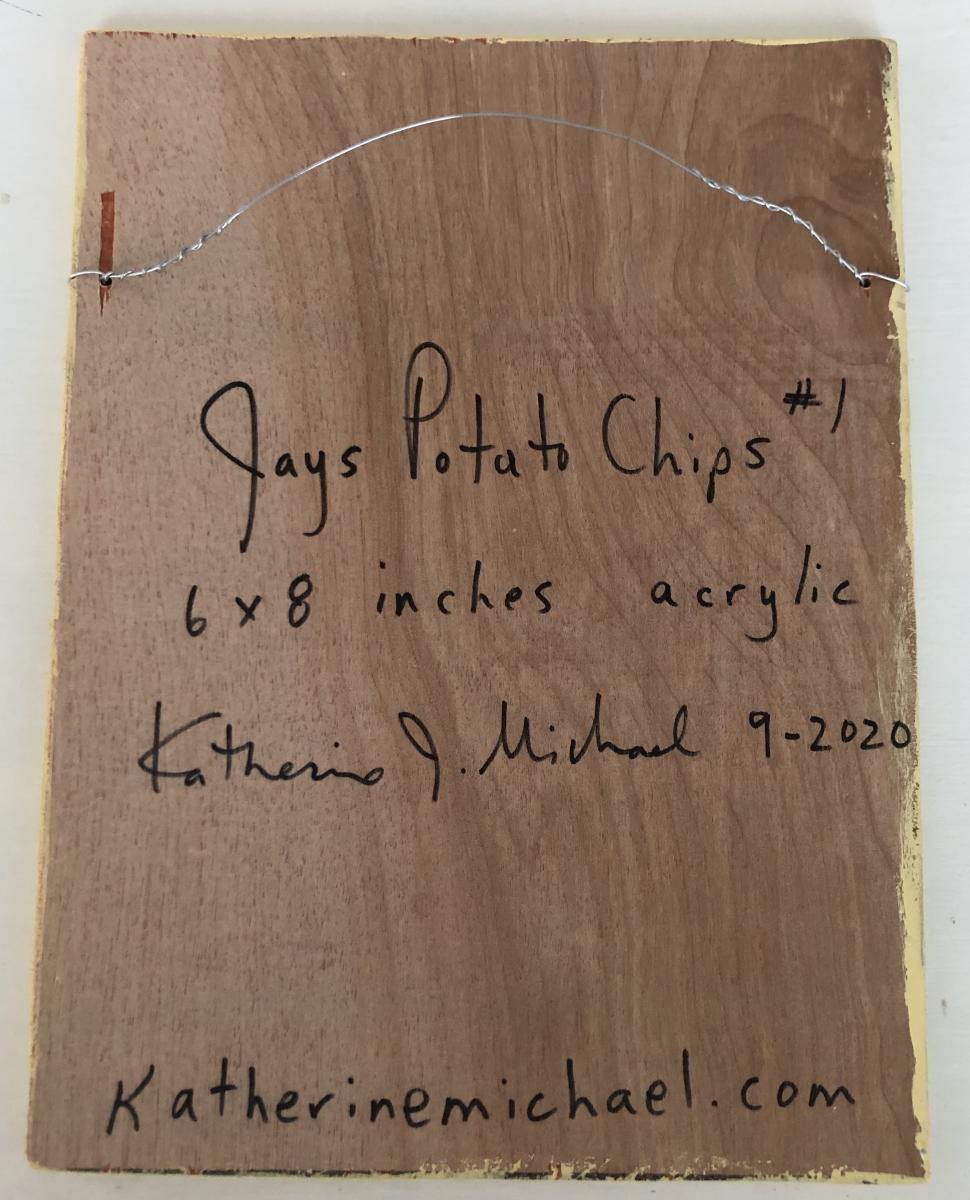 Jays Potato Chips #1
6 x 8 inches acrylic
Katherine J. Michael 9-2020
Katherinemichael.com